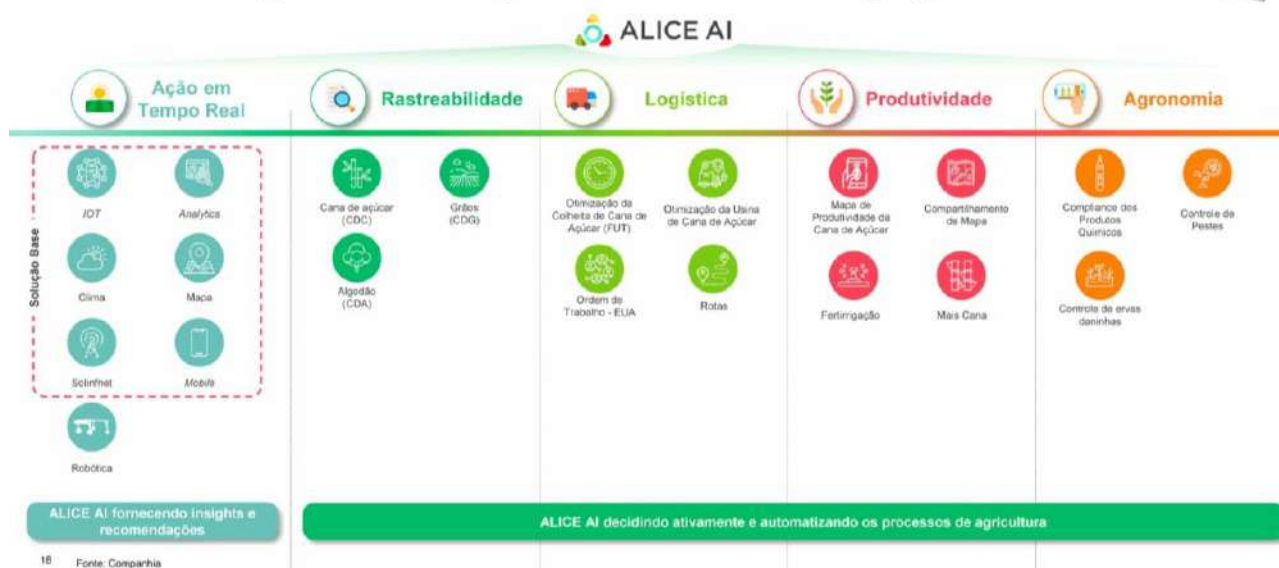 ALICE AI
Ação em
Tempo Real
Rastreabilidade
Logística
Produtividade
Agronomia
Solução Base
IOT
Analytics
Clima
Mapa
Solinfnet
Mobile
Robótica
Cana de açúcar
(CDC)
Grãos
(CDG)
Algodão
(CDA)
Otimização da
Colheita de Cana de
Açúcar (FUT)
Otimização da Usina
de Cana de Açúcar
Ordem de
Trabalho - EUA
Rotas
Mapa de
Produtividade da
Cana de Açúcar
Compartilhamento
de Mapa
Fertirrigação
Mais Cana
Compliance dos
Produtos
Químicos
Controle de
Pestes
Controle de ervas
daninhas
ALICE AI fornecendo insights e
recomendações
ALICE AI decidindo ativamente e automatizando os processos de agricultura
18 Fonte: Companhia